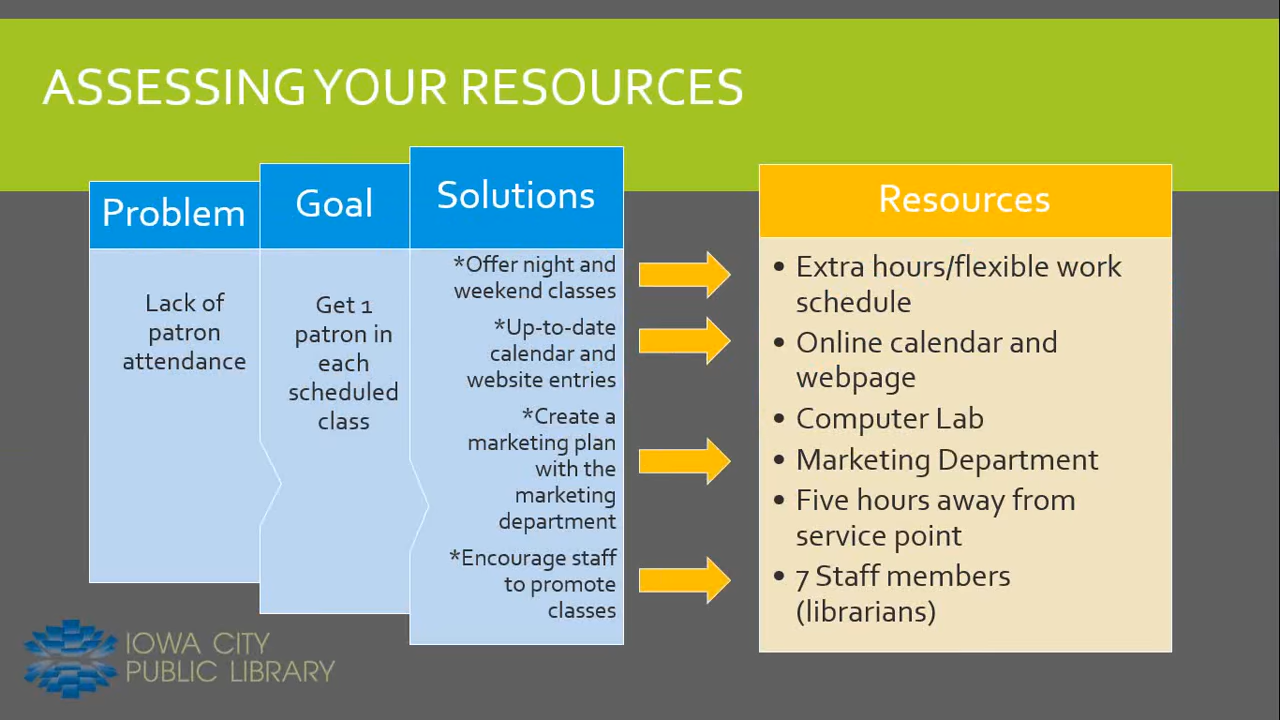 ASSESSING YOUR RESOURCES
Problem
Lack of
patron
attendance
Goal
Get 1
patron in
each
scheduled
class
Solutions
*Offer night and
weekend classes
*Up-to-date
calendar and
website entries
*Create a
marketing plan
with the
marketing
department
*Encourage staff
to promote
classes
Resources
• Extra hours/flexible work
schedule
• Online calendar and
webpage
• Computer Lab
• Marketing Department
• Five hours away from
service point
• 7 Staff members
(librarians)
IOWA CITY
PUBLIC LIBRARY